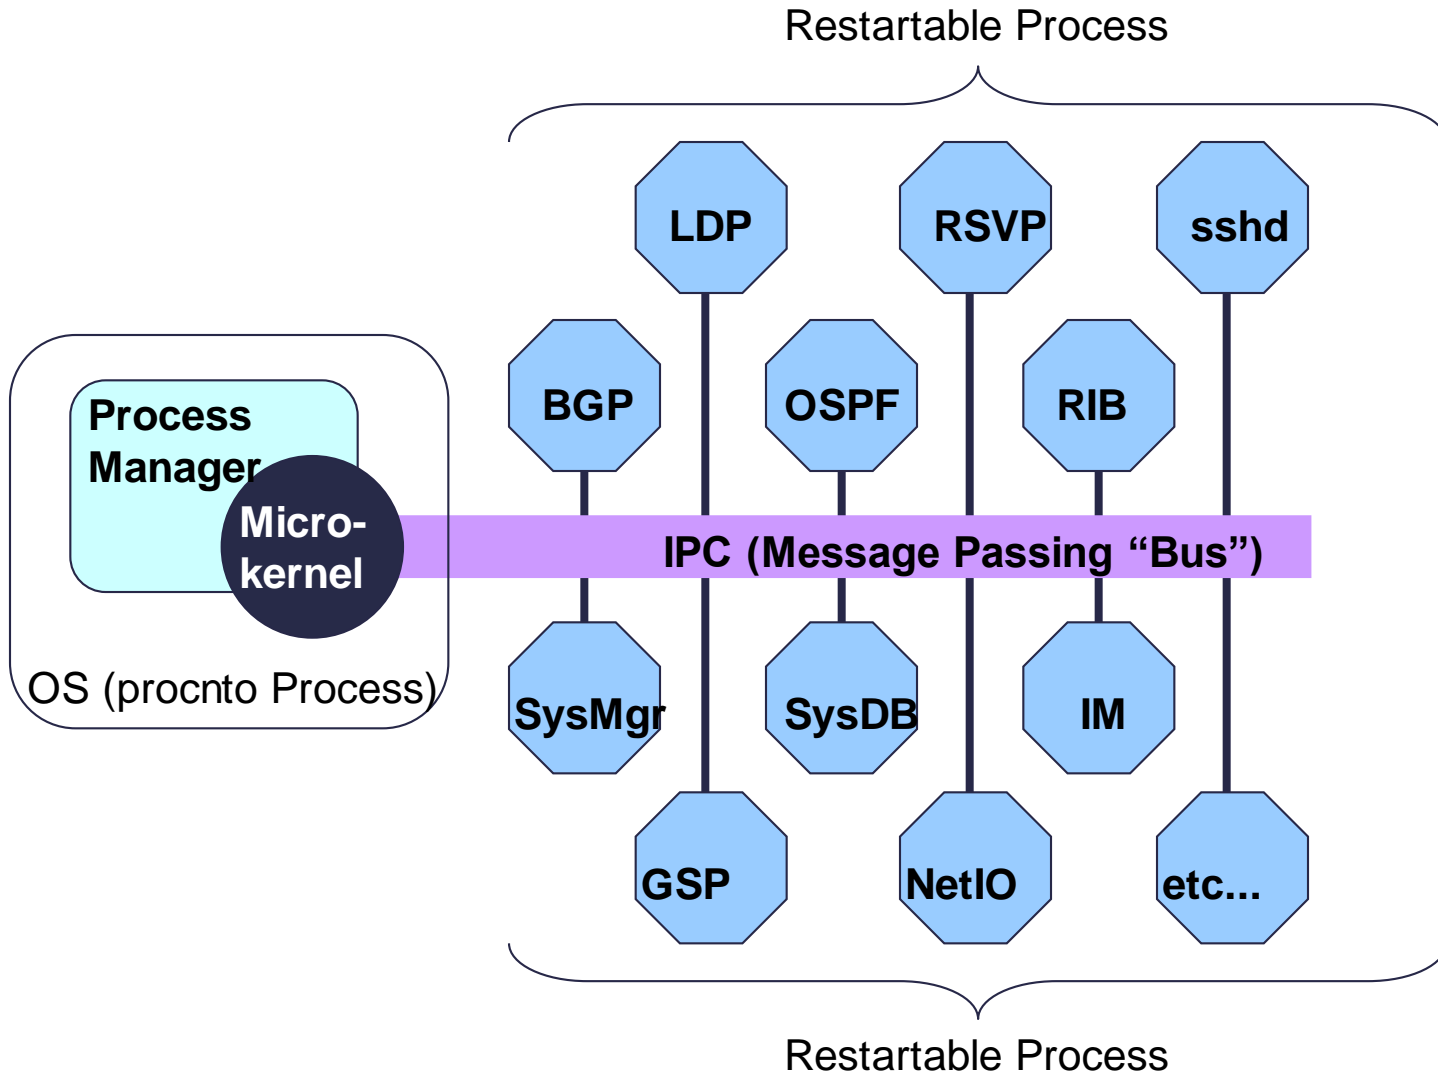 Restartable Process
LDP
RSVP
sshd
BGP
OSPF
RIB
Process
Manager
Micro-
kernel
IPC (Message Passing “Bus”)
OS (procnto Process)
SysMgr
SysDB
IM
GSP
NetIO
etc...
Restartable Process